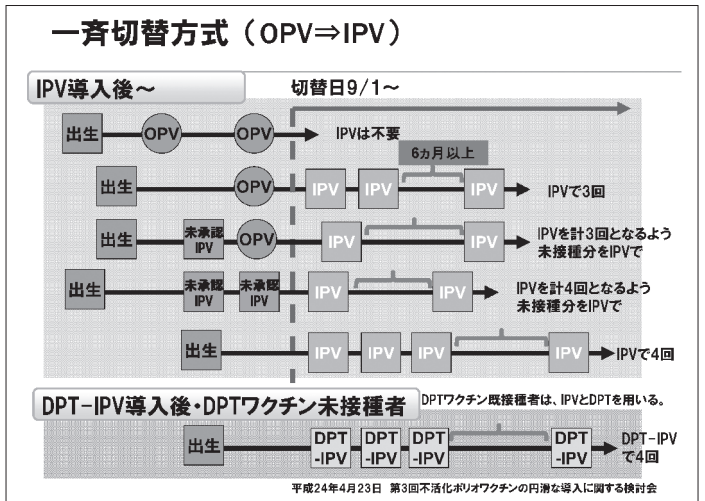 一斉切替方式（OPV⇒IPV）
IPV導入後～
切替日9/1～
出生
OPV
OPV
IPVは不要
6ヵ月以上
出生
OPV
IPV
IPV
IPV
IPVで3回
出生
未承認
IPV
OPV
IPV
IPV
IPVを計3回となるよう
未接種分をIPVで
出生
未承認
IPV
未承認
IPV
IPV
IPV
IPVを計4回となるよう
未接種分をIPVで
出生
IPV
IPV
IPV
IPV
IPVで4回
DPT-IPV導入後・DPTワクチン未接種者
DPTワクチン既接種者は、IPVとDPTを用いる。
出生
DPT
-IPV
DPT
-IPV
DPT
-IPV
DPT
-IPV
DPT-IPV
で4回
平成24年4月23日 第3回不活化ポリオワクチンの円滑な導入に関する検討会